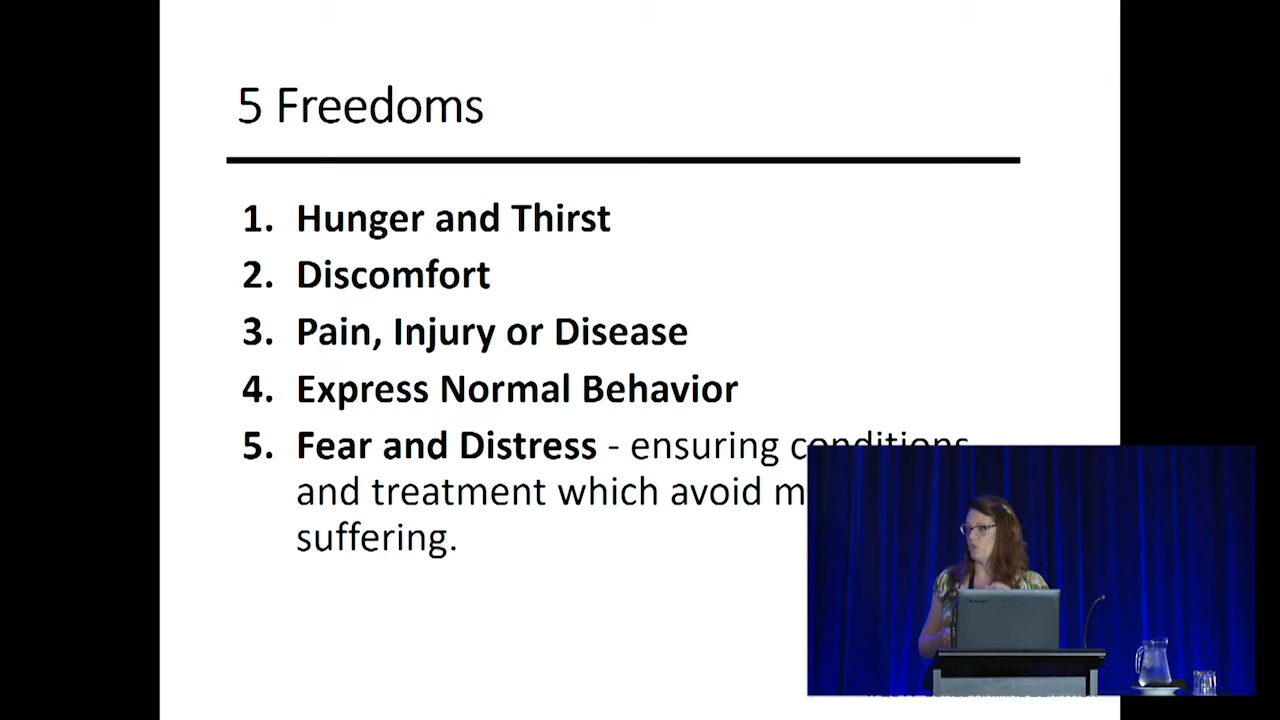 5 Freedoms
1. Hunger and Thirst
2. Discomfort
3. Pain, Injury or Disease
4. Express Normal Behavior
5. Fear and Distress - ensuring conditions
and treatment which avoid
suffering.